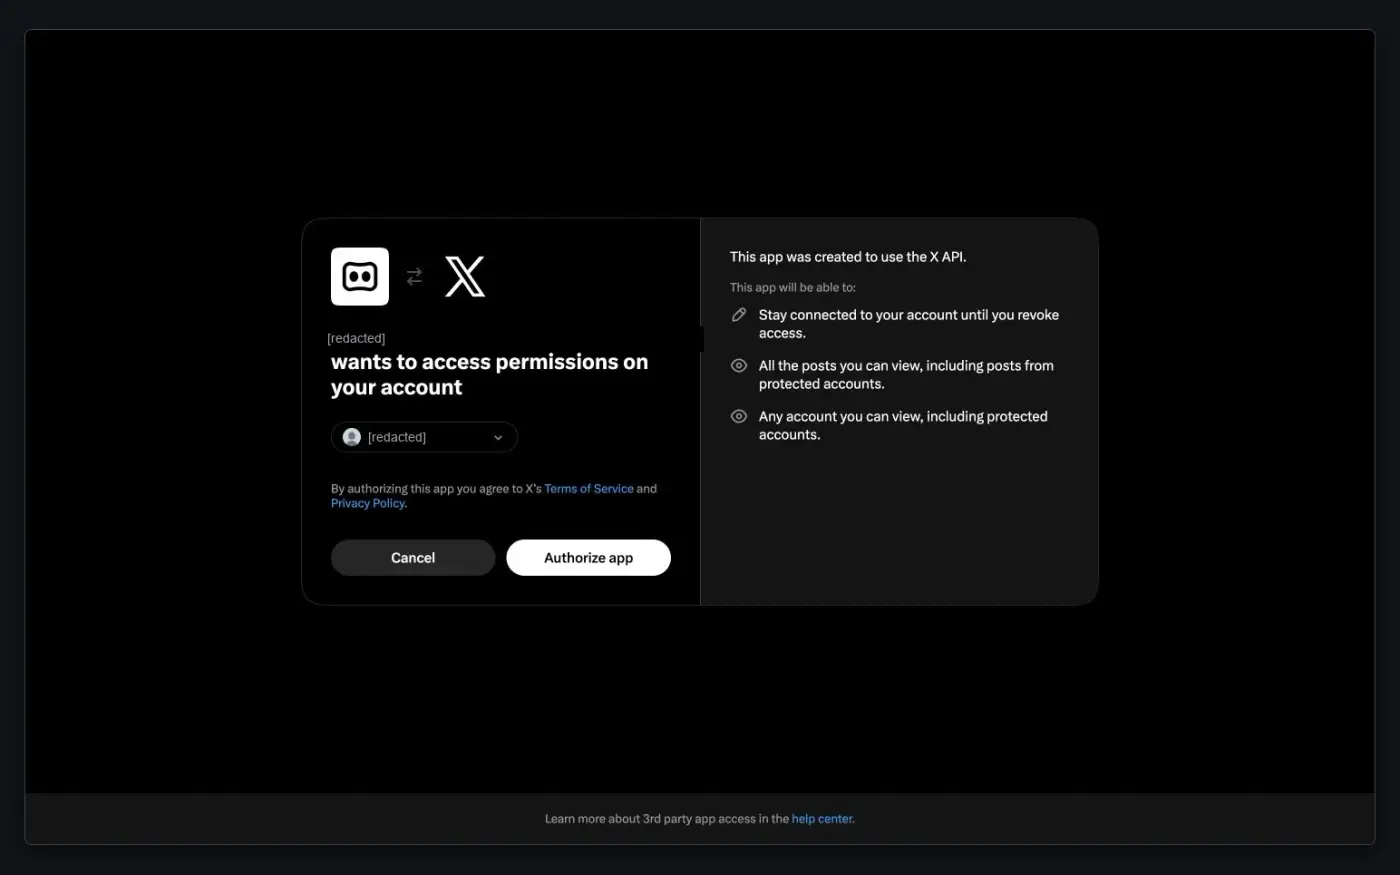 [redacted]
wants to access permissions on
your account
[redacted]
By authorizing this app you agree to X's Terms of Service and
Privacy Policy.
Cancel
Authorize app
This app was created to use the X API.
This app will be able to:
Stay connected to your account until you revoke
access.
All the posts you can view, including posts from
protected accounts.
Any account you can view, including protected
accounts.
Learn more about 3rd party app access in the help center.